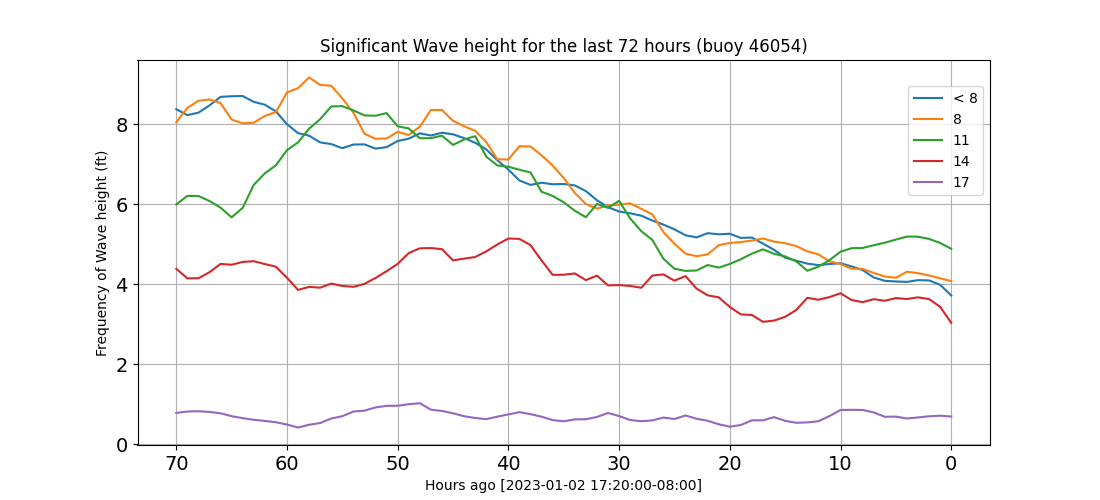 Significant Wave height for the last 72 hours (buoy 46054)
Frequency of Wave height (ft)
8
6
4
2
0
< 8
8
11
14
17
70 60 50 40 30 20 10 0
Hours ago [2023-01-02 17:20:00-08:00]